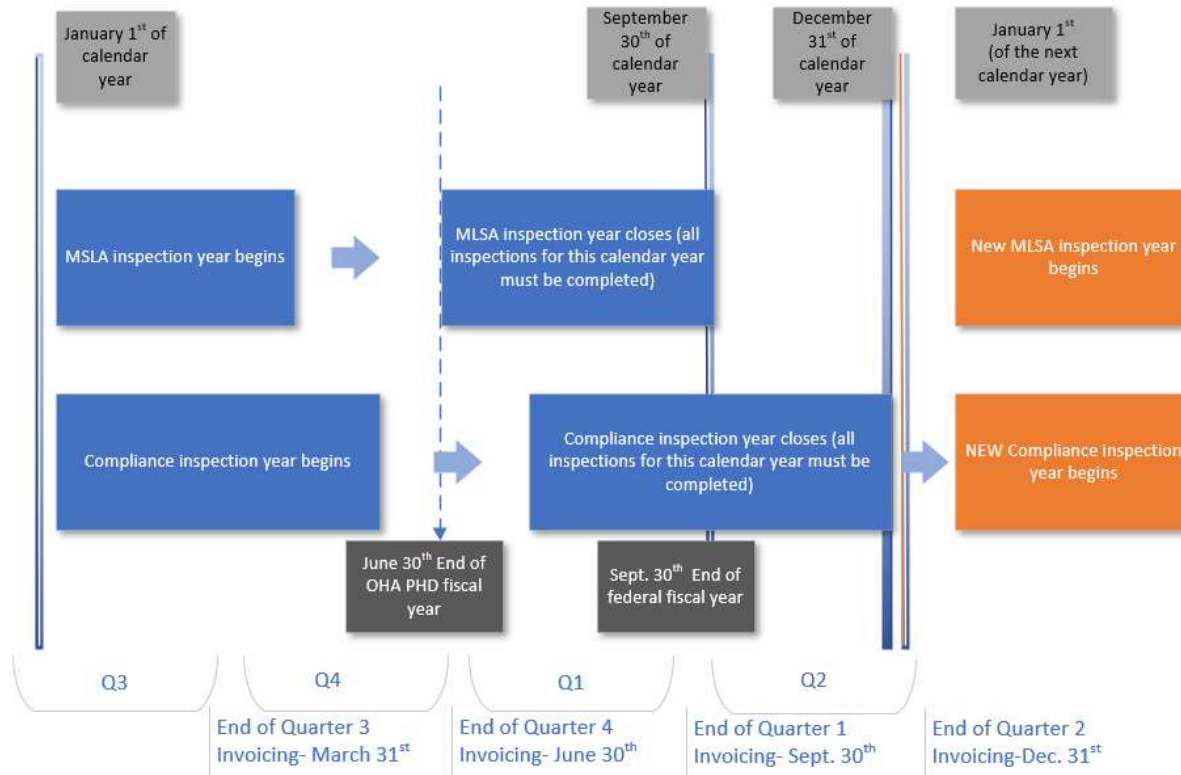 January 1st of
calendar
year
September
30th of
calendar
year
December
31st of
calendar
year
January 1st
(of the next
calendar year)
MSLA inspection year begins
MLSA inspection year closes (all
inspections for this calendar year
must be completed)
New MLSA inspection year
begins
Compliance inspection year begins
Compliance inspection year closes (all
inspections for this calendar year must be
completed)
NEW Compliance inspection
year begins
June 30th End of
OHA PHD fiscal
year
Sept. 30th End of
federal fiscal year
Q3
Q4
Q1
Q2
End of Quarter 3
Invoicing- March 31st
End of Quarter 4
Invoicing- June 30th
End of Quarter 1
Invoicing- Sept. 30th
End of Quarter 2
Invoicing-Dec. 31st